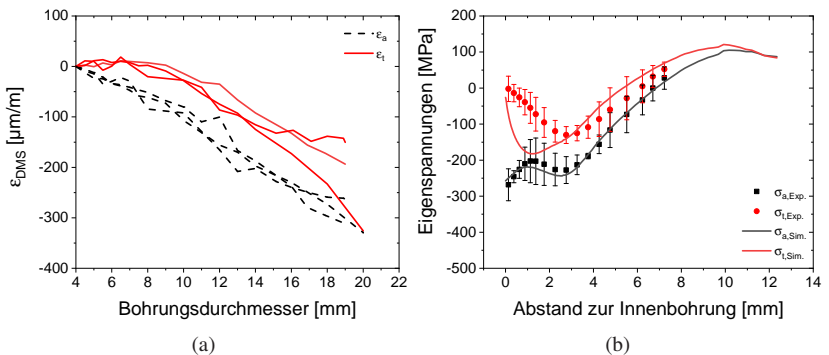 100
0
-100
-200
-300
-400
ε_DMS [µm/m]
4 6 8 10 12 14 16 18 20 22
Bohrungsdurchmesser [mm]
ε_a
ε_t
(a)
200
100
0
100
-200
-300
-400
-500
Eigenspannungen [MPa]
0 2 4 6 8 10 12 14
Abstand zur Innenbohrung [mm]
σ_a,Exp.
σ_t,Exp.
σ_a,Sim.
σ_t,Sim.
(b)